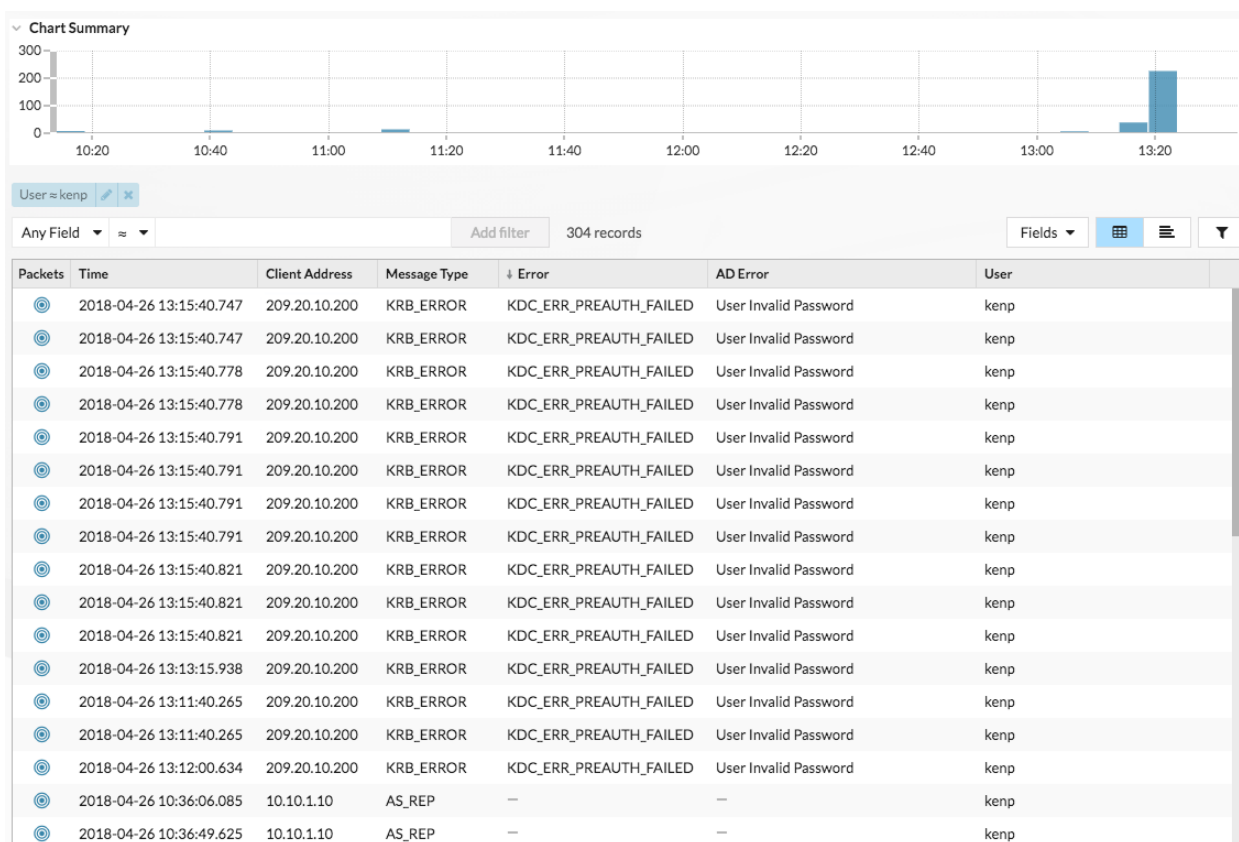 Chart Summary
300
200
100
0
10:20 10:40 11:00 11:20 11:40 12:00 12:20 12:40 13:00 13:20
User ≈ kenp
Any Field ≈ Add filter 304 records Fields
Packets Time Client Address Message Type ↓ Error AD Error User
2018-04-26 13:15:40.747 209.20.10.200 KRB_ERROR KDC_ERR_PREAUTH_FAILED User Invalid Password kenp
2018-04-26 13:15:40.747 209.20.10.200 KRB_ERROR KDC_ERR_PREAUTH_FAILED User Invalid Password kenp
2018-04-26 13:15:40.778 209.20.10.200 KRB_ERROR KDC_ERR_PREAUTH_FAILED User Invalid Password kenp
2018-04-26 13:15:40.778 209.20.10.200 KRB_ERROR KDC_ERR_PREAUTH_FAILED User Invalid Password kenp
2018-04-26 13:15:40.791 209.20.10.200 KRB_ERROR KDC_ERR_PREAUTH_FAILED User Invalid Password kenp
2018-04-26 13:15:40.791 209.20.10.200 KRB_ERROR KDC_ERR_PREAUTH_FAILED User Invalid Password kenp
2018-04-26 13:15:40.791 209.20.10.200 KRB_ERROR KDC_ERR_PREAUTH_FAILED User Invalid Password kenp
2018-04-26 13:15:40.791 209.20.10.200 KRB_ERROR KDC_ERR_PREAUTH_FAILED User Invalid Password kenp
2018-04-26 13:15:40.821 209.20.10.200 KRB_ERROR KDC_ERR_PREAUTH_FAILED User Invalid Password kenp
2018-04-26 13:15:40.821 209.20.10.200 KRB_ERROR KDC_ERR_PREAUTH_FAILED User Invalid Password kenp
2018-04-26 13:15:40.821 209.20.10.200 KRB_ERROR KDC_ERR_PREAUTH_FAILED User Invalid Password kenp
2018-04-26 13:13:15.938 209.20.10.200 KRB_ERROR KDC_ERR_PREAUTH_FAILED User Invalid Password kenp
2018-04-26 13:11:40.265 209.20.10.200 KRB_ERROR KDC_ERR_PREAUTH_FAILED User Invalid Password kenp
2018-04-26 13:11:40.265 209.20.10.200 KRB_ERROR KDC_ERR_PREAUTH_FAILED User Invalid Password kenp
2018-04-26 13:12:00.634 209.20.10.200 KRB_ERROR KDC_ERR_PREAUTH_FAILED User Invalid Password kenp
2018-04-26 10:36:06.085 10.10.1.10 AS_REP — — kenp
2018-04-26 10:36:49.625 10.10.1.10 AS_REP — — kenp